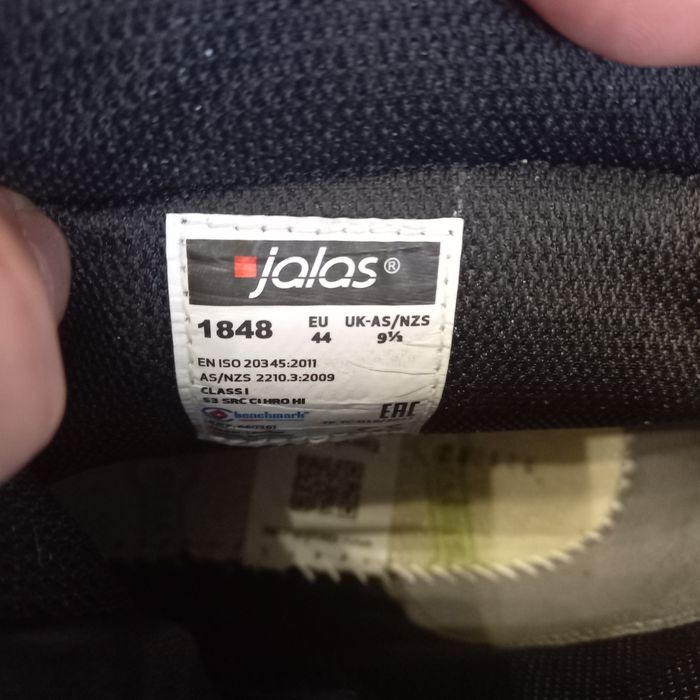 jalas®
1848 EU UK-AS/NZS
44 9½
EN ISO 20345:2011
AS/NZS 2210.3:2009
CLASS I
S3 SRC CI HRO HI
benchmark EAC